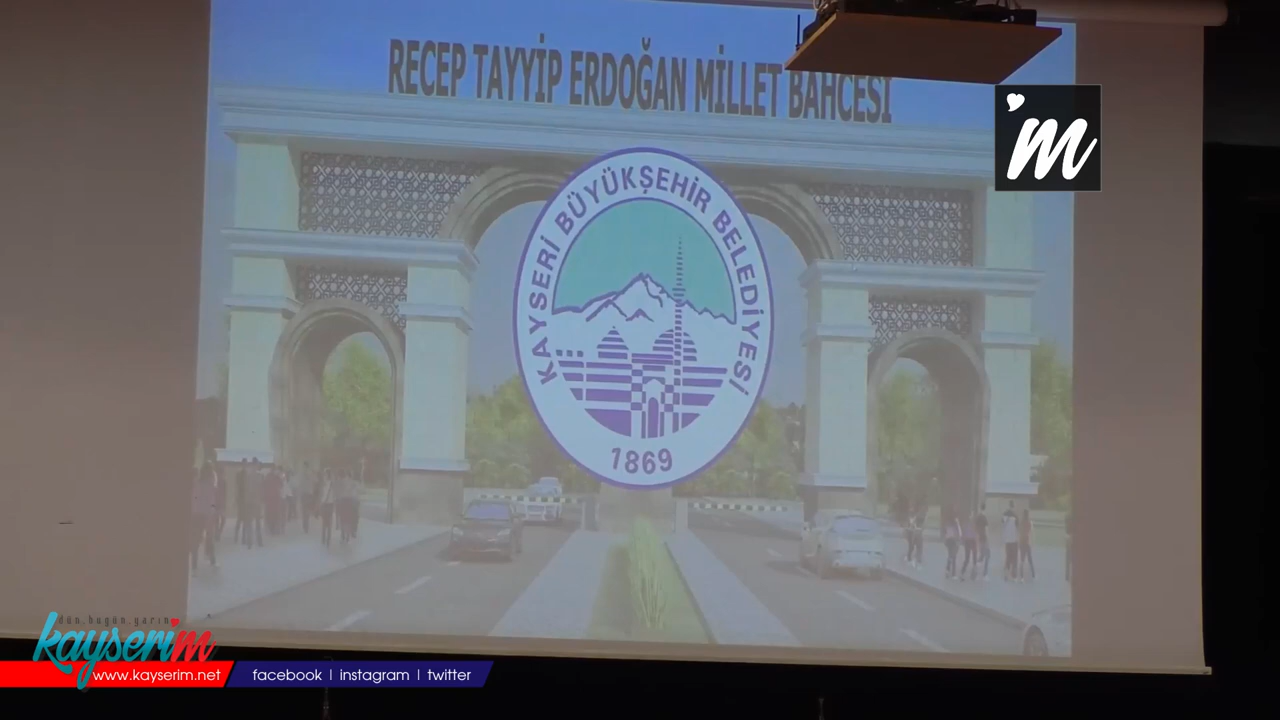 RECEP TAYYİP ERDOĞAN MİLLET BAHÇESİ
'm
KAYSERİ BÜYÜKŞEHİR BELEDİYESİ
1869
dün.bugün.yarın
kayserim
www.kayserim.net
facebook | instagram | twitter